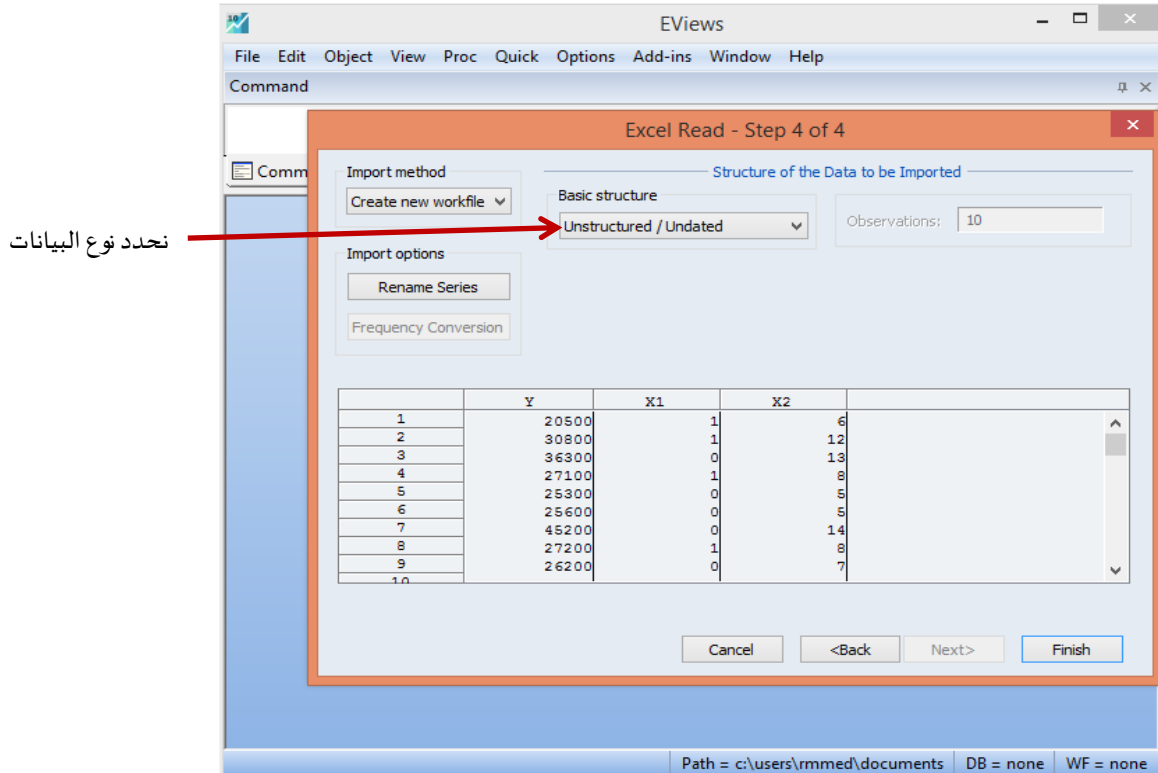 10 EViews
File Edit Object View Proc Quick Options Add-ins Window Help
Command
Excel Read - Step 4 of 4
Comm
Import method
Structure of the Data to be Imported
Create new workfile
Basic structure
Unstructured / Undated
Observations: 10
نحدد نوع البيانات
Import options
Rename Series
Frequency Conversion
Y X1 X2
1 20500 1 6
2 30800 1 12
3 36300 0 13
4 27100 1 8
5 25300 0 5
6 25600 0 5
7 45200 0 14
8 27200 1 8
9 26200 0 7
10
Cancel <Back Next> Finish
Path = c:\users\rmmed\documents DB = none WF = none